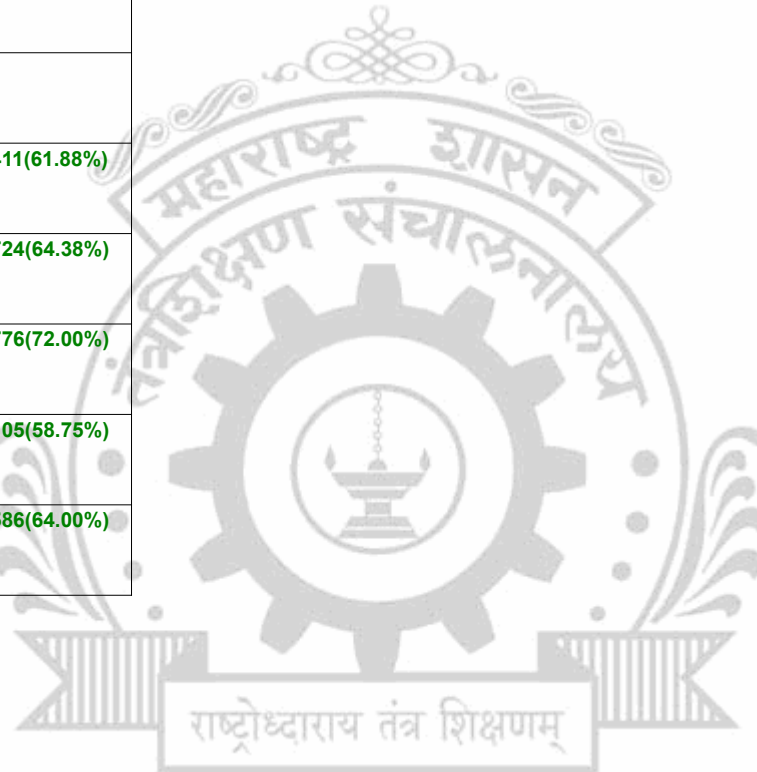 11(61.88%)
724(64.38%)
776(72.00%)
05(58.75%)
586(64.00%)
महाराष्ट्र शासन
तंत्रशिक्षण संचालनालय
राष्ट्रोध्दाराय तंत्र शिक्षणम्